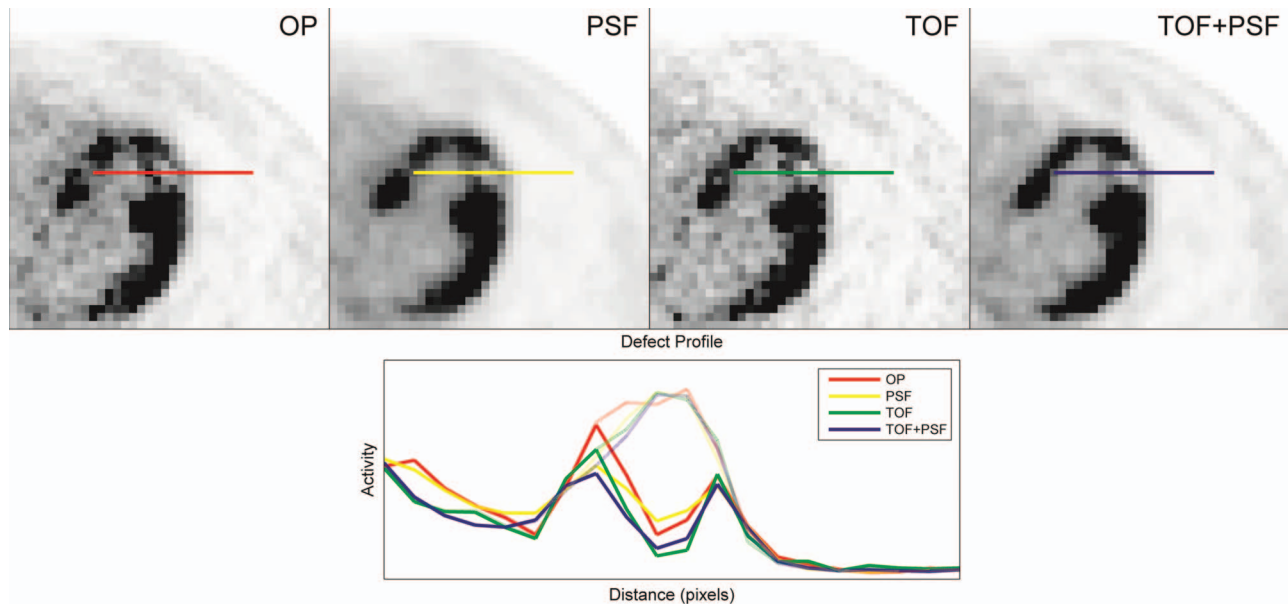 OP
PSF
TOF
TOF+PSF
Defect Profile
OP
PSF
TOF
TOF+PSF
Activity
Distance (pixels)